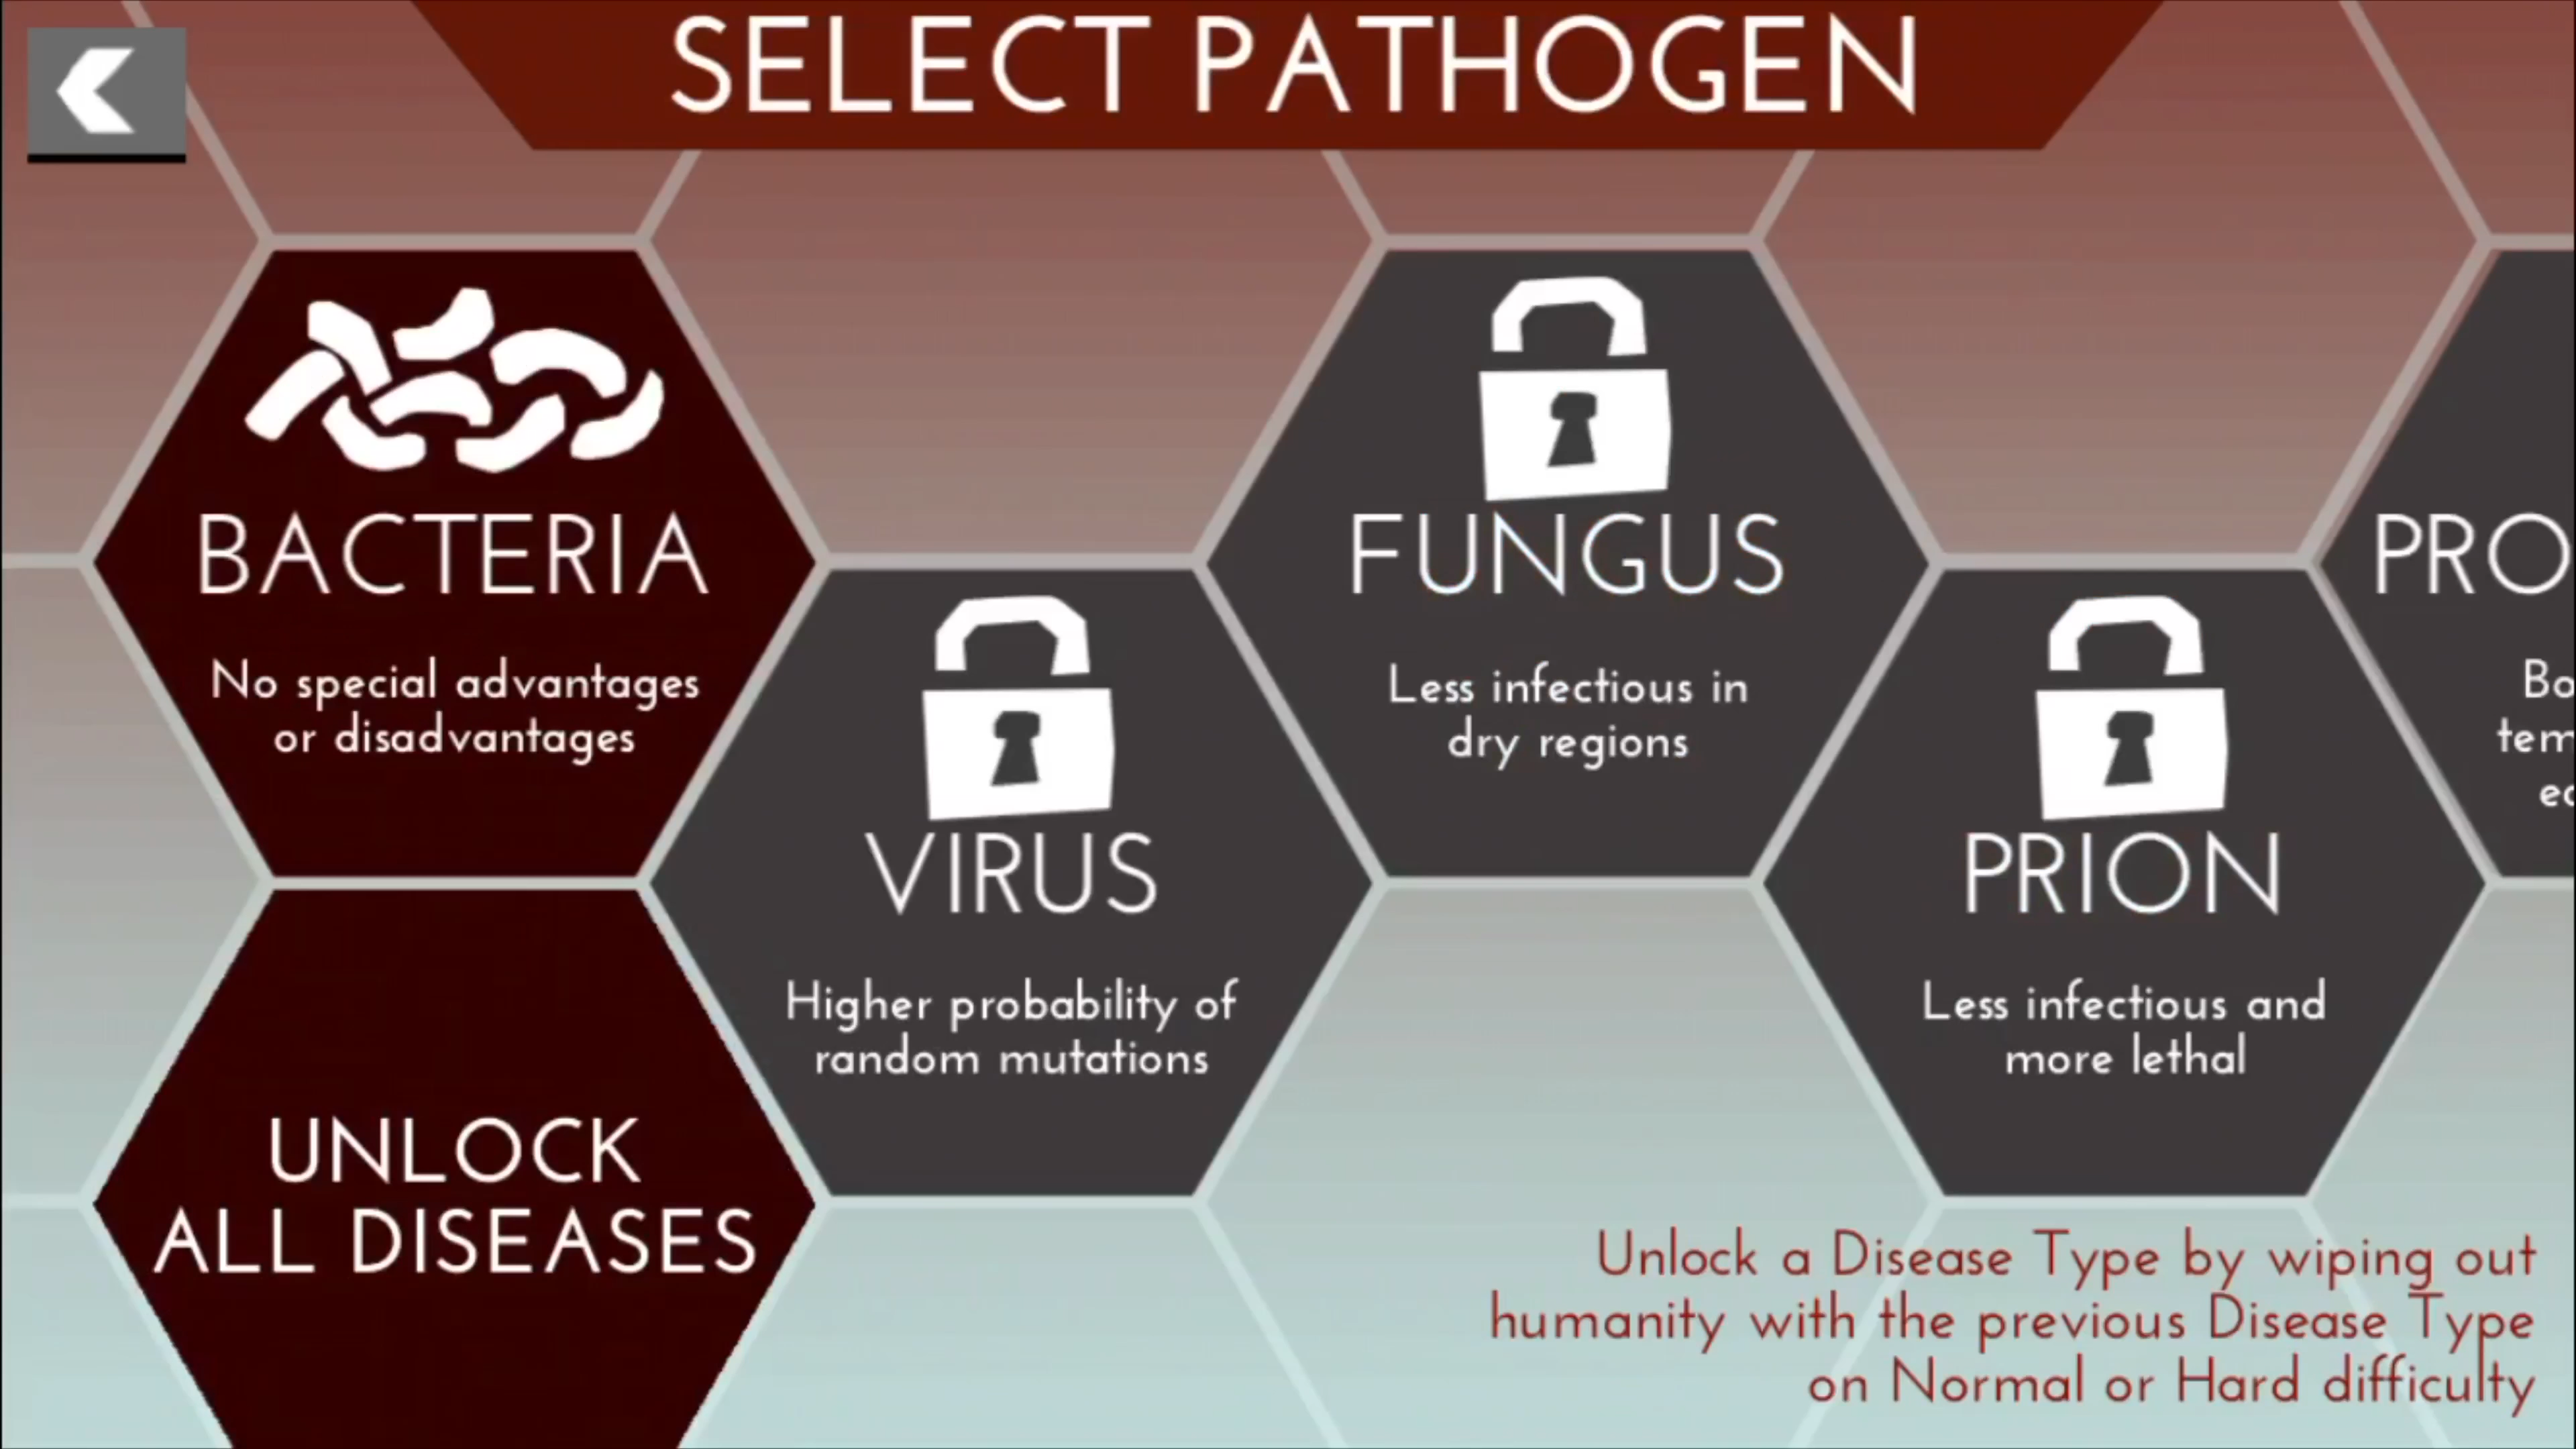 SELECT PATHOGEN
BACTERIA
No special advantages
or disadvantages
UNLOCK
ALL DISEASES
VIRUS
Higher probability of
random mutations
FUNGUS
Less infectious in
dry regions
PRION
Less infectious and
more lethal
Unlock a Disease Type by wiping out
humanity with the previous Disease Type
on Normal or Hard difficulty